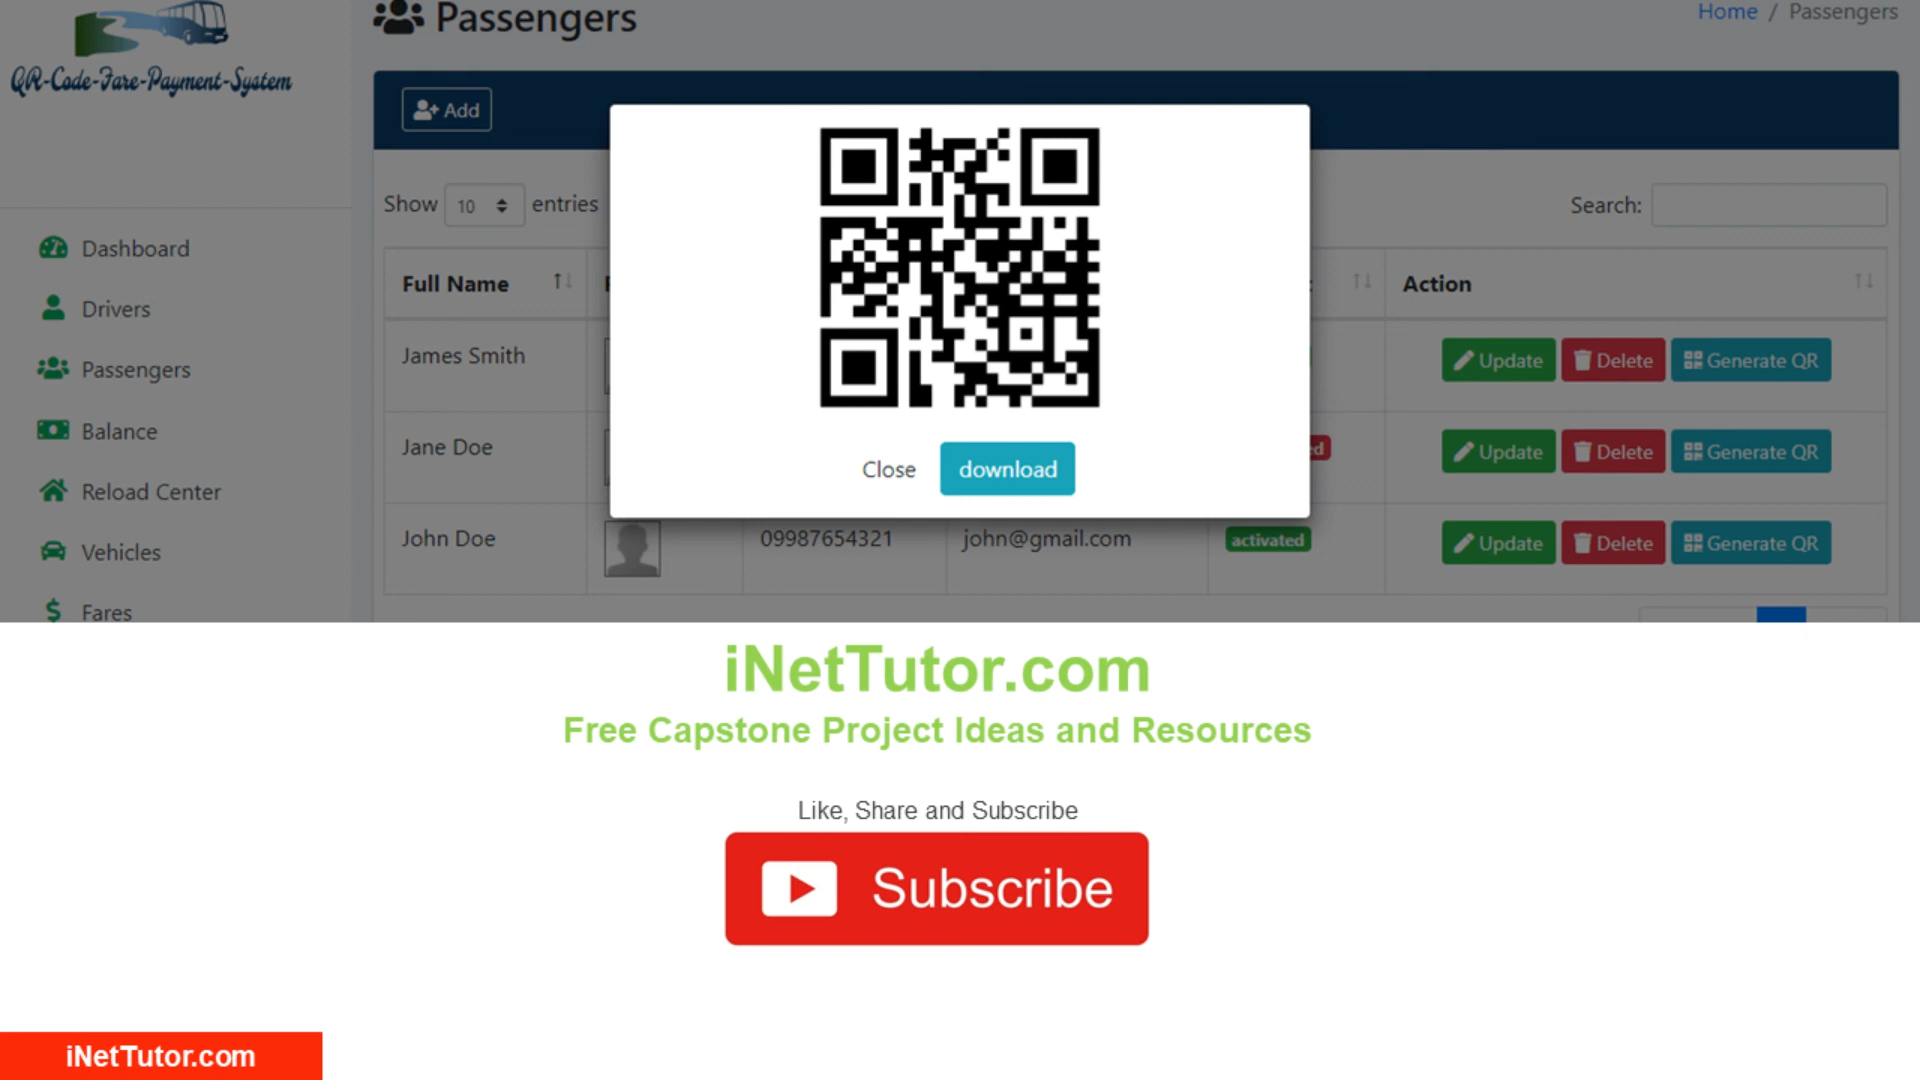 Passengers
Home / Passengers
QR-Code-Fare-Payment-System
Add
Show 10 entries
Search:
Dashboard
Drivers
Passengers
Balance
Reload Center
Vehicles
Fares
Full Name
Action
James Smith
Update Delete Generate QR
Jane Doe
Update Delete Generate QR
Close download
John Doe 09987654321 john@gmail.com activated Update Delete Generate QR
iNetTutor.com
Free Capstone Project Ideas and Resources
Like, Share and Subscribe
Subscribe
iNetTutor.com